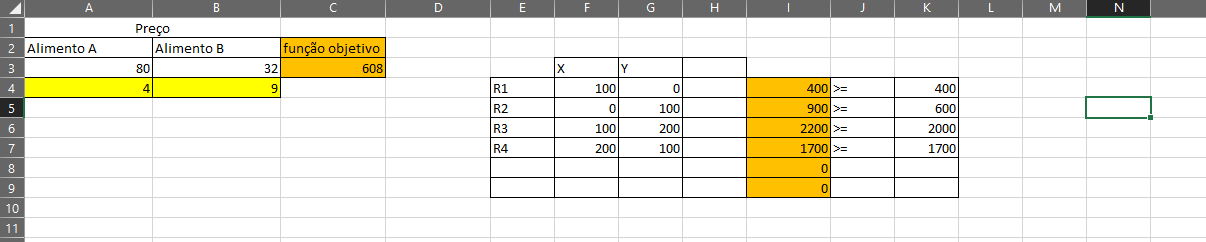 A B C D E F G H I J K L M N
1 Preço
2 Alimento A Alimento B função objetivo
3 80 32 608 X Y
4 4 9 R1 100 0 400 >= 400
5 R2 0 100 900 >= 600
6 R3 100 200 2200 >= 2000
7 R4 200 100 1700 >= 1700
8 0
9 0
10
11